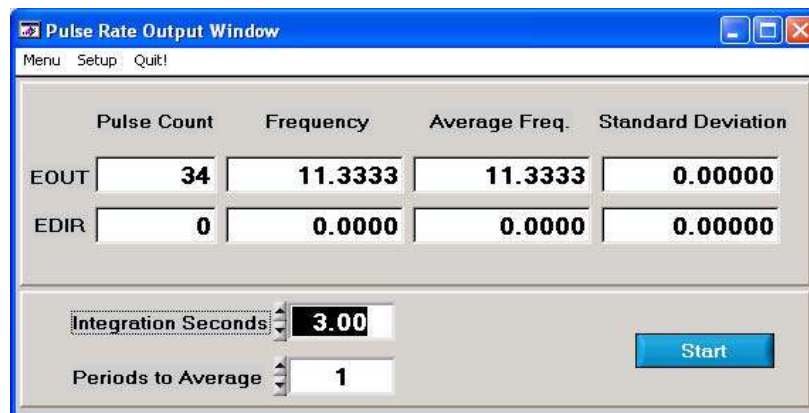 Pulse Rate Output Window
Menu Setup Quit!
Pulse Count Frequency Average Freq. Standard Deviation
EOUT 34 11.3333 11.3333 0.00000
EDIR 0 0.0000 0.0000 0.00000
Integration Seconds 3.00
Start
Periods to Average 1